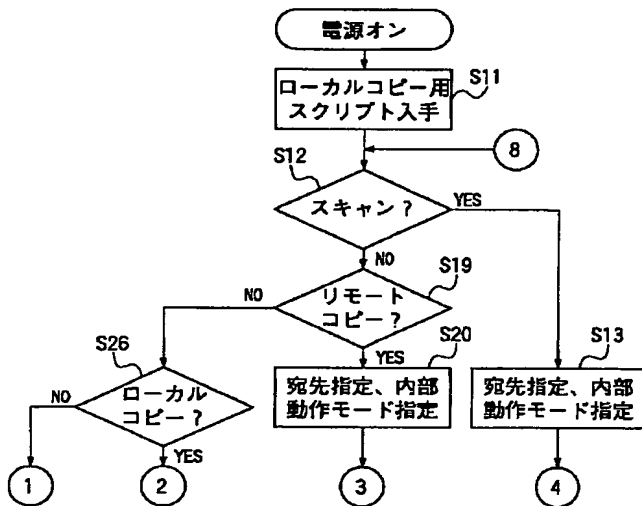 電源オン
S11
ローカルコピー用
スクリプト入手
8
S12
スキャン?
YES
NO
S19
リモート
コピー?
NO
YES
S26
ローカル
コピー?
NO
YES
S20
宛先指定、内部
動作モード指定
S13
宛先指定、内部
動作モード指定
1
2
3
4